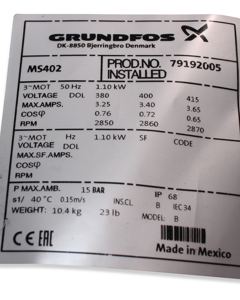 GRUNDFOS
DK-8850 Bjerringbro Denmark
MS402 PROD.NO. 79192005
INSTALLED
3~MOT 50 Hz 1.10 kW
VOLTAGE DOL 380 400 415
MAX.AMPS. 3.25 3.40 3.65
COSφ 0.76 0.72 0.65
RPM 2850 2860 2870
3~MOT 1.10 kW SF CODE
VOLTAGE DOL
MAX.SF.AMPS.
COSφ
RPM
P MAX.AMB. 15 BAR IP 68
s1/ 40 °C 0.15m/s INS.CL B IEC34
WEIGHT: 10.4 kg 23 lb MODEL: B
CE EAC Made in Mexico